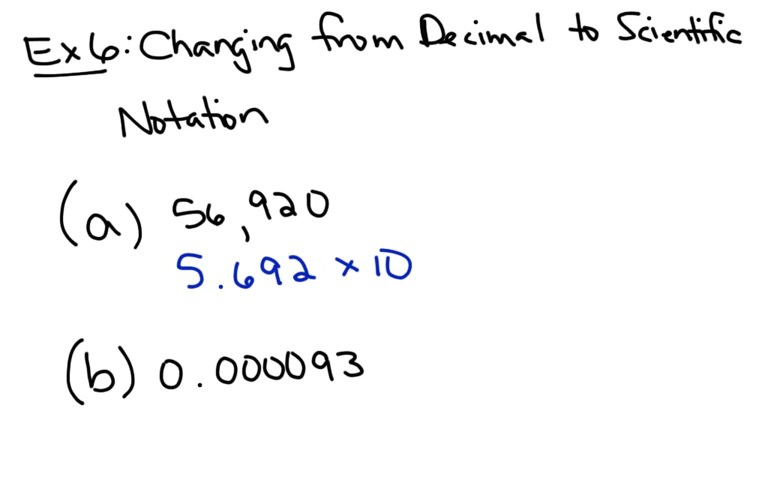 Ex 6: Changing from Decimal to Scientific
Notation
(a) 56,920
5.692 × 10
(b) 0.000093